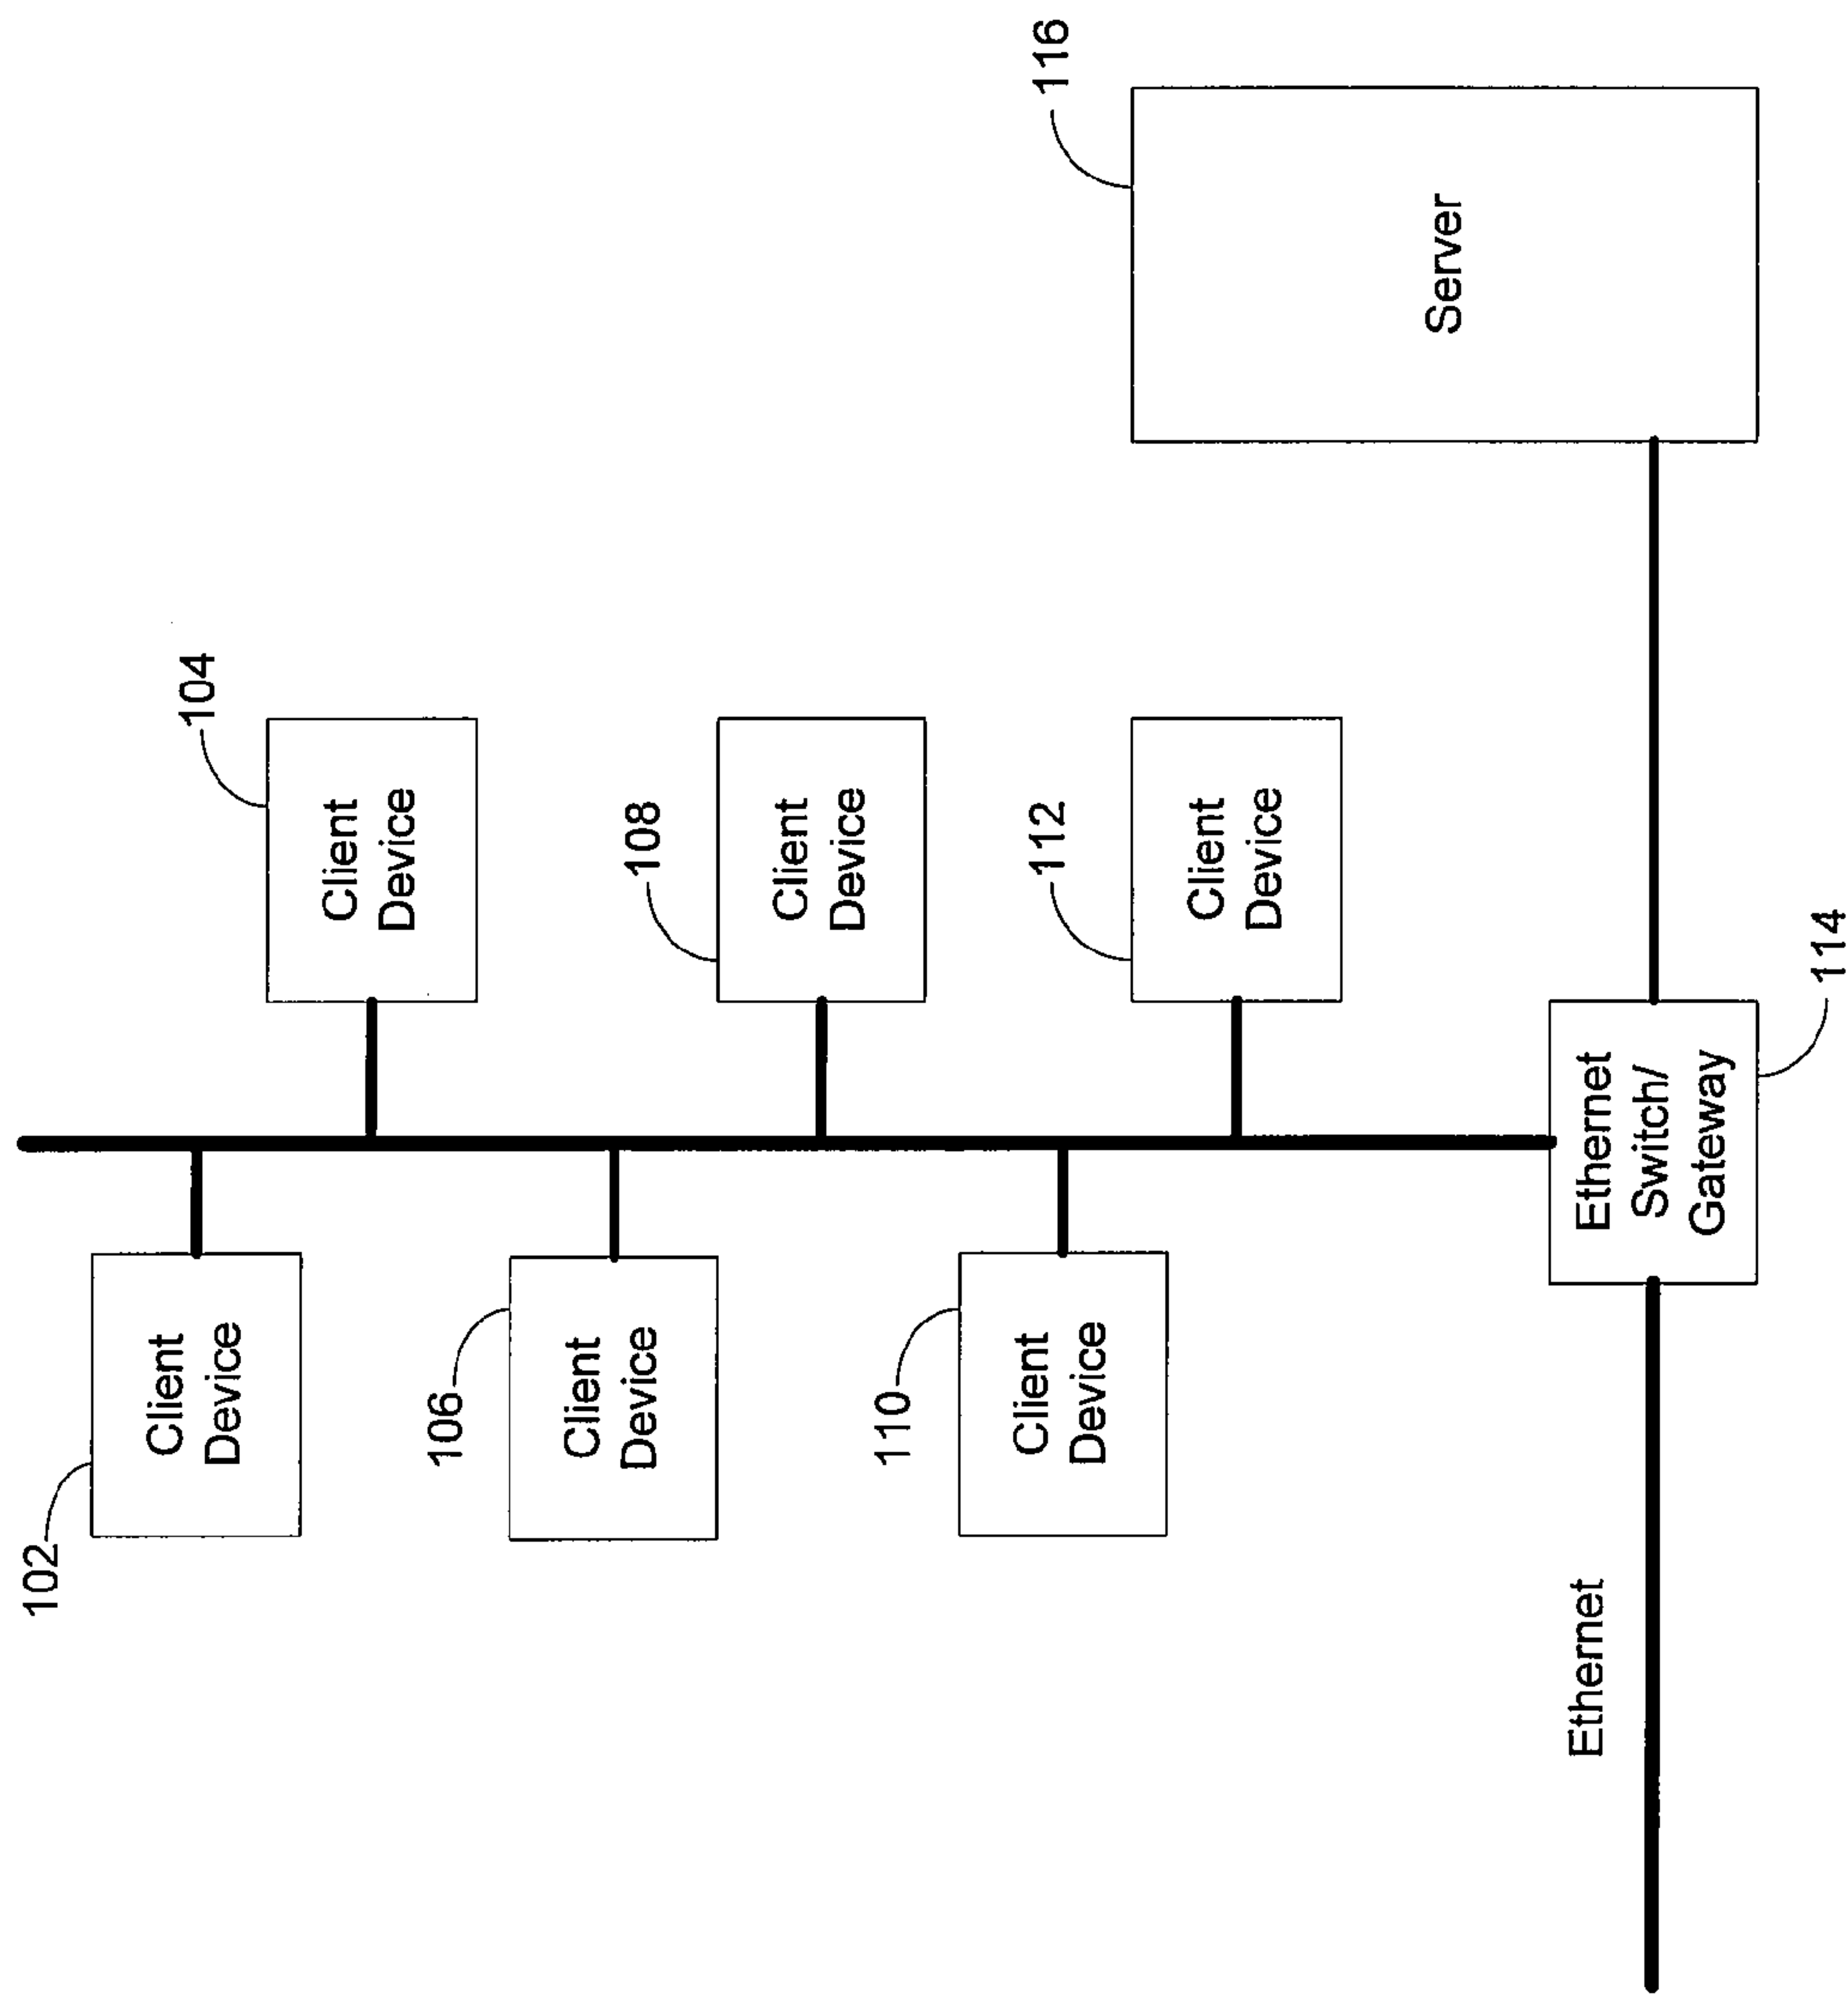 102
Client
Device
104
Client
Device
106
Client
Device
108
Client
Device
110
Client
Device
112
Client
Device
Ethernet
Ethernet
Switch/
Gateway
114
Server
116